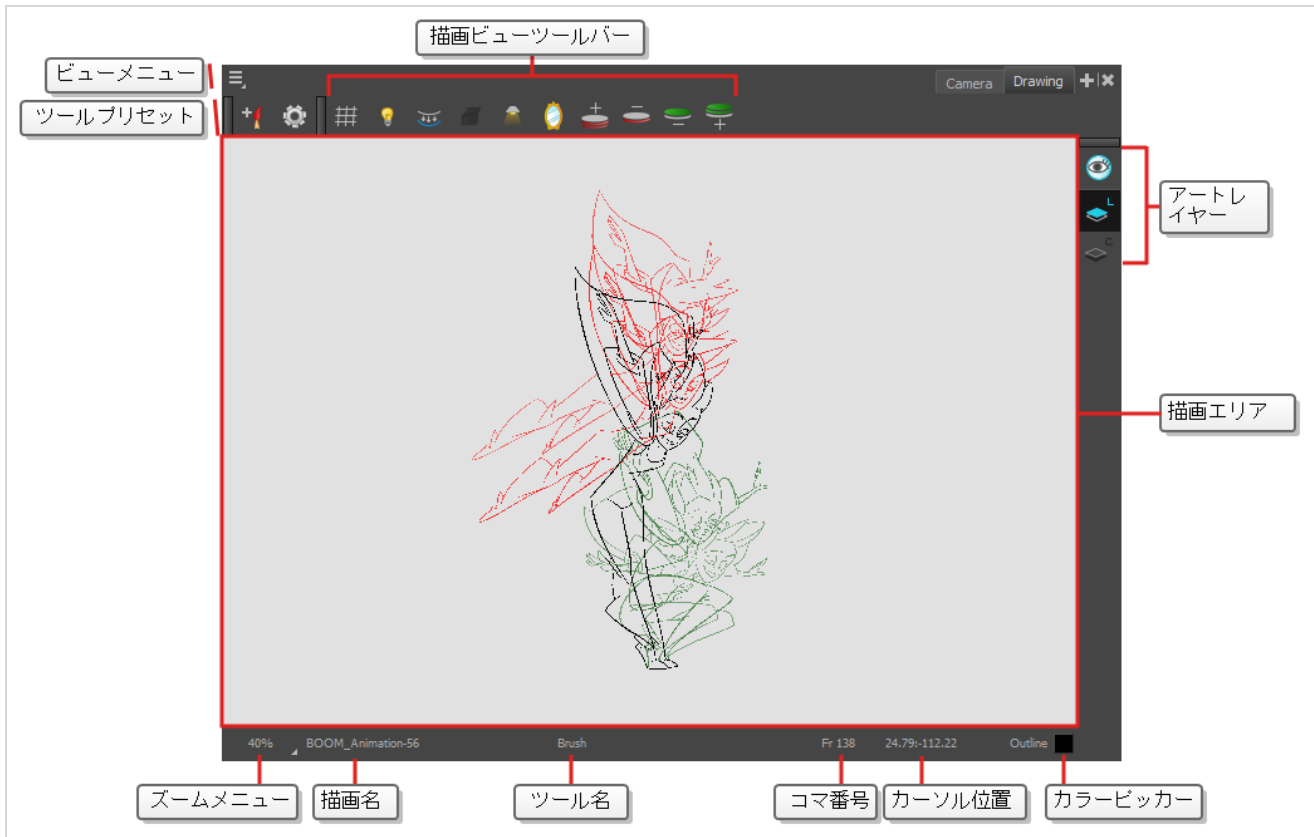 描画ビューツールバー
ビューメニュー
ツールプリセット
Camera
Drawing
L
C
アートレ
イヤー
描画エリア
40%
BOOM_Animation-56
Brush
Fr 138
24.79:-112.22
Outline
ズームメニュー
描画名
ツール名
コマ番号
カーソル位置
カラーピッカー